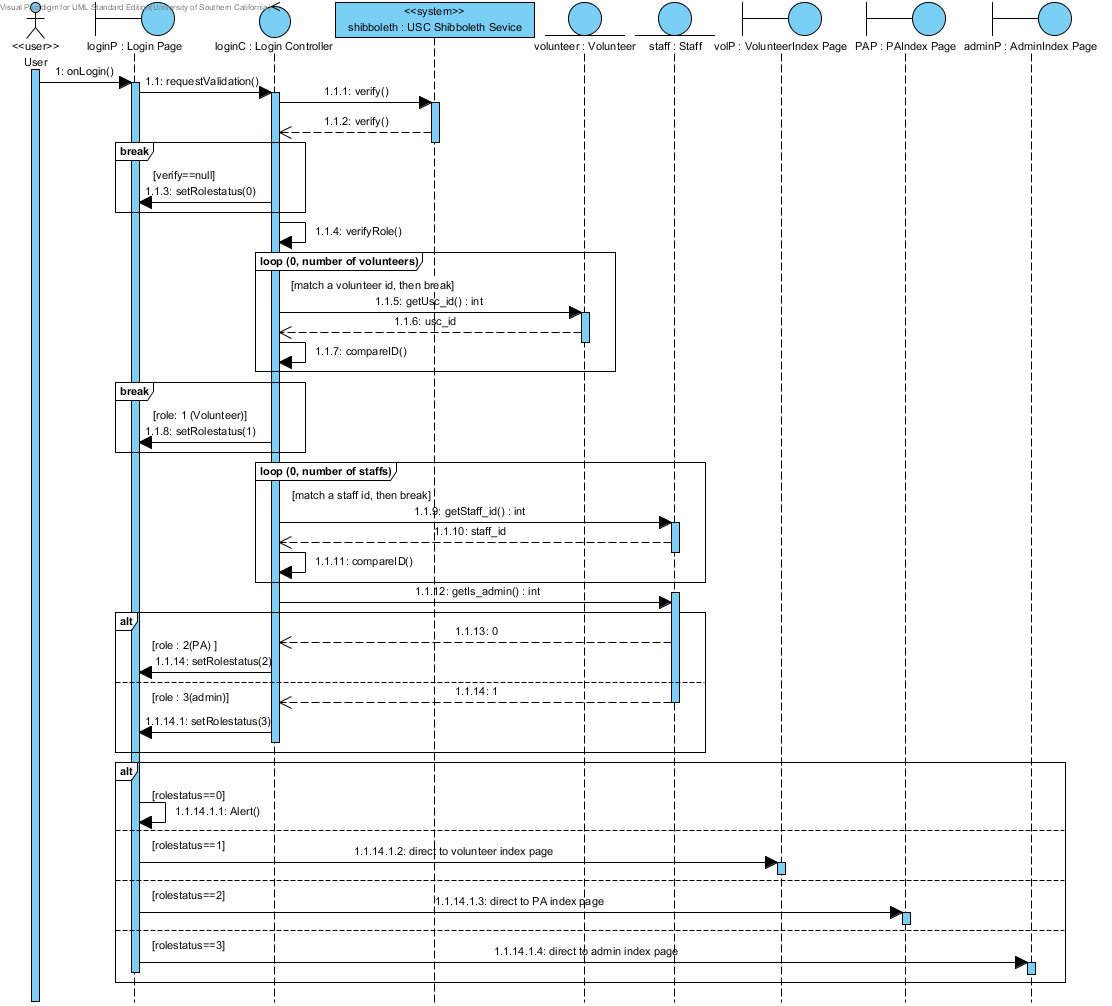 Visual Paradigm for UML Standard Edition(University of Southern California)
<<user>>
User
loginP : Login Page
loginC : Login Controller
<<system>>
shibboleth : USC Shibboleth Sevice
volunteer : Volunteer
staff : Staff
volP : VolunteerIndex Page
PAP : PAIndex Page
adminP : AdminIndex Page
1: onLogin()
1.1: requestValidation()
1.1.1: verify()
1.1.2: verify()
break
[verify==null]
1.1.3: setRolestatus(0)
1.1.4: verifyRole()
loop (0, number of volunteers)
[match a volunteer id, then break]
1.1.5: getUsc_id() : int
1.1.6: usc_id
1.1.7: compareID()
break
[role: 1 (Volunteer)]
1.1.8: setRolestatus(1)
loop (0, number of staffs)
[match a staff id, then break]
1.1.9: getStaff_id() : int
1.1.10: staff_id
1.1.11: compareID()
1.1.12: getIs_admin() : int
alt
1.1.13: 0
[role : 2(PA) ]
1.1.14: setRolestatus(2)
1.1.14: 1
[role : 3(admin)]
1.1.14.1: setRolestatus(3)
alt
[rolestatus==0]
1.1.14.1.1: Alert()
[rolestatus==1]
1.1.14.1.2: direct to volunteer index page
[rolestatus==2]
1.1.14.1.3: direct to PA index page
[rolestatus==3]
1.1.14.1.4: direct to admin index page